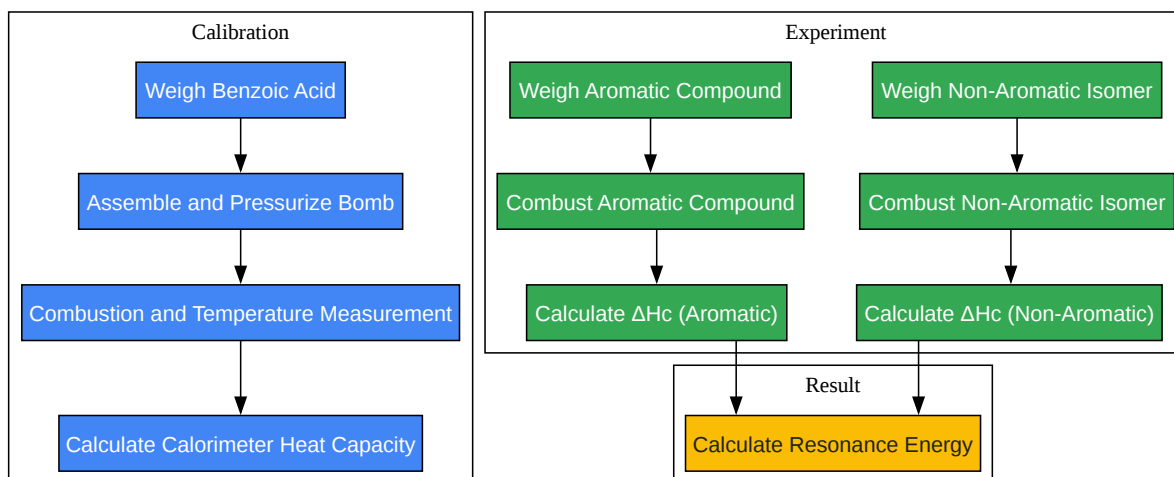 Calibration
Weigh Benzoic Acid
Assemble and Pressurize Bomb
Combustion and Temperature Measurement
Calculate Calorimeter Heat Capacity
Experiment
Weigh Aromatic Compound
Weigh Non-Aromatic Isomer
Combust Aromatic Compound
Combust Non-Aromatic Isomer
Calculate ΔHc (Aromatic)
Calculate ΔHc (Non-Aromatic)
Result
Calculate Resonance Energy